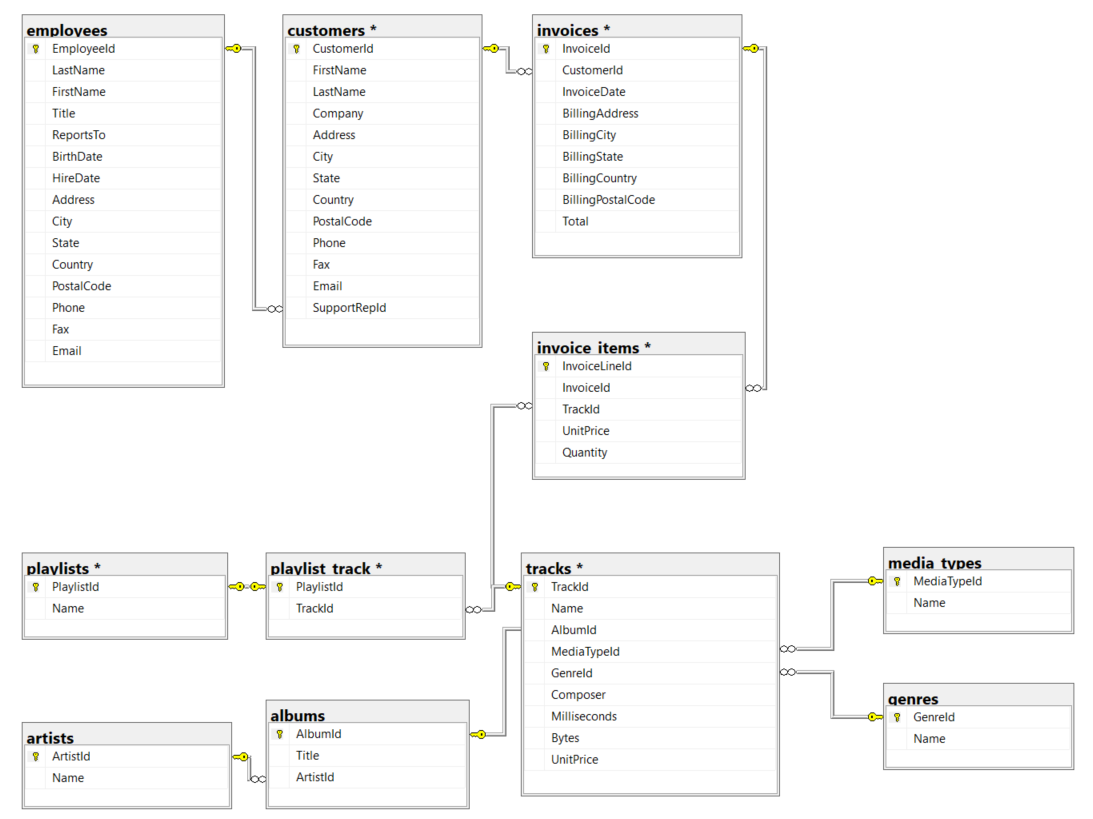 employees
EmployeeId
LastName
FirstName
Title
ReportsTo
BirthDate
HireDate
Address
City
State
Country
PostalCode
Phone
Fax
Email
customers *
CustomerId
FirstName
LastName
Company
Address
City
State
Country
PostalCode
Phone
Fax
Email
SupportRepId
invoices *
InvoiceId
CustomerId
InvoiceDate
BillingAddress
BillingCity
BillingState
BillingCountry
BillingPostalCode
Total
invoice_items *
InvoiceLineId
InvoiceId
TrackId
UnitPrice
Quantity
playlists *
PlaylistId
Name
playlist_track *
PlaylistId
TrackId
tracks *
TrackId
Name
AlbumId
MediaTypeId
GenreId
Composer
Milliseconds
Bytes
UnitPrice
media_types
MediaTypeId
Name
genres
GenreId
Name
artists
ArtistId
Name
albums
AlbumId
Title
ArtistId